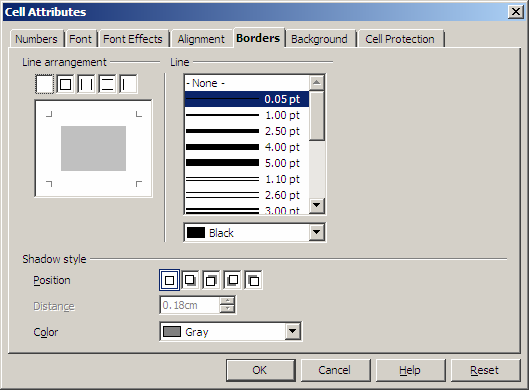 Cell Attributes
Numbers Font Font Effects Alignment Borders Background Cell Protection
Line arrangement Line
- None -
0.05 pt
1.00 pt
2.50 pt
4.00 pt
5.00 pt
1.10 pt
2.60 pt
3.00 pt
Black
Shadow style
Position
Distance 0.18cm
Color Gray
OK Cancel Help Reset